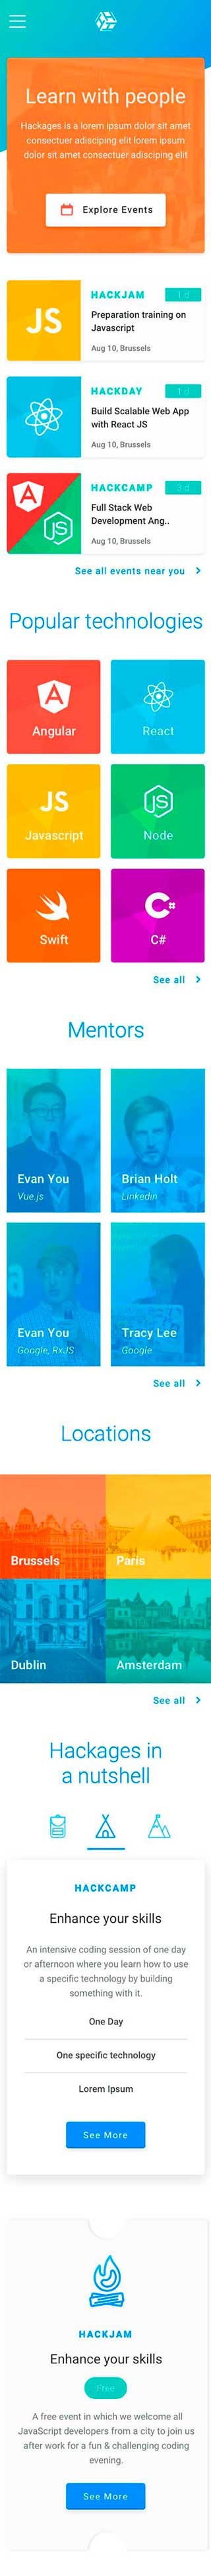 Learn with people
Hackages is a lorem ipsum dolor sit amet
consectuer adisciping elit lorem ipsum
dolor sit amet consectuer adisciping elit
Explore Events
JS
HACKJAM
1 d
Preparation training on
Javascript
Aug 10, Brussels
HACKDAY
1 d
Build Scalable Web App
with React JS
Aug 10, Brussels
A
JS
HACKCAMP
3 d
Full Stack Web
Development Ang..
Aug 10, Brussels
See all events near you
Popular technologies
A
Angular
React
JS
Javascript
JS
Node
Swift
C#
C#
See all
Mentors
Evan You
Vue.js
Brian Holt
Linkedin
Evan You
Google, RxJS
Tracy Lee
Google
See all
Locations
Brussels
Paris
Dublin
Amsterdam
See all
Hackages in
a nutshell
HACKCAMP
Enhance your skills
An intensive coding session of one day
or afternoon where you learn how to use
a specific technology by building
something with it.
One Day
One specific technology
Lorem Ipsum
See More
HACKJAM
Enhance your skills
Free
A free event in which we welcome all
JavaScript developers from a city to join us
after work for a fun & challenging coding
evening.
See More